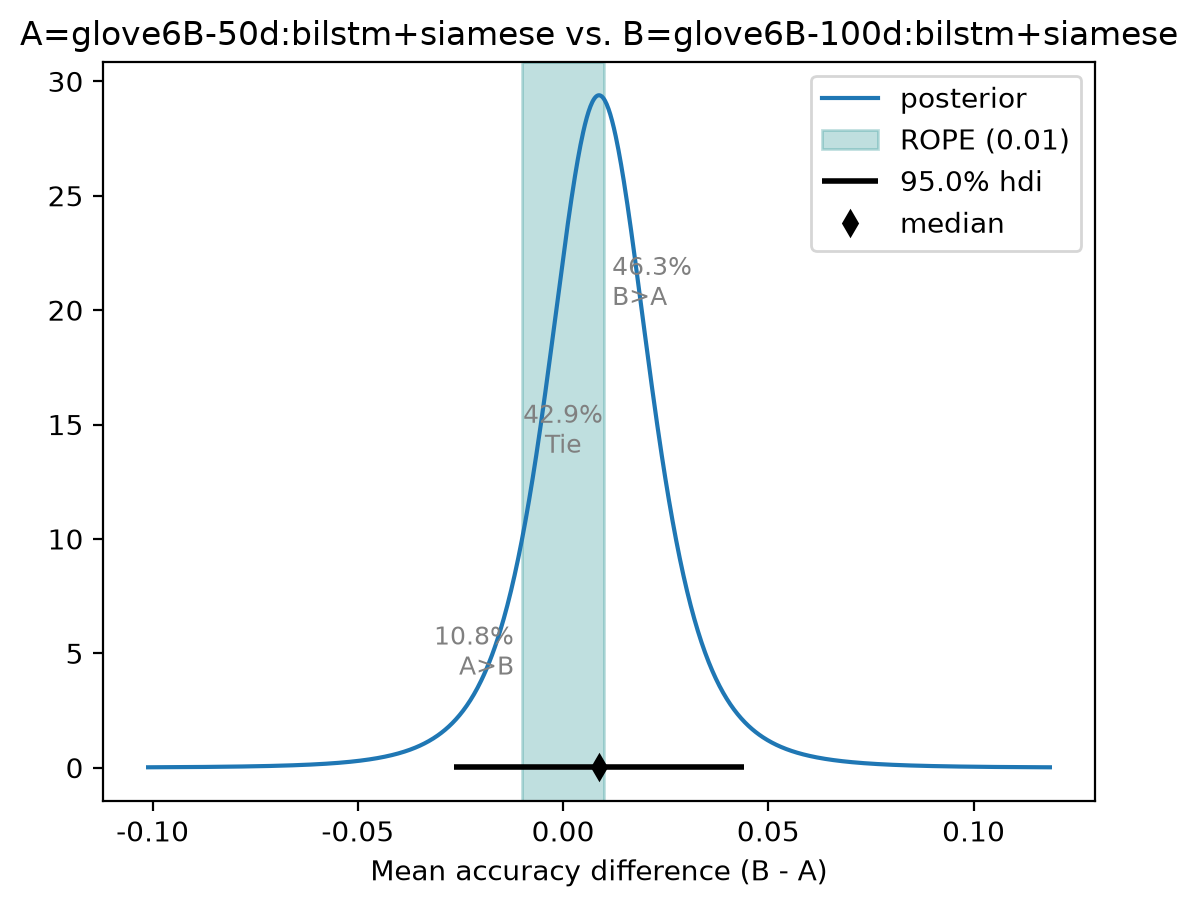 A=glove6B-50d:bilstm+siamese vs. B=glove6B-100d:bilstm+siamese
30
25
20
15
10
5
0
posterior
ROPE (0.01)
95.0% hdi
median
46.3%
B>A
42.9%
Tie
10.8%
A>B
-0.10
-0.05
0.00
0.05
0.10
Mean accuracy difference (B - A)